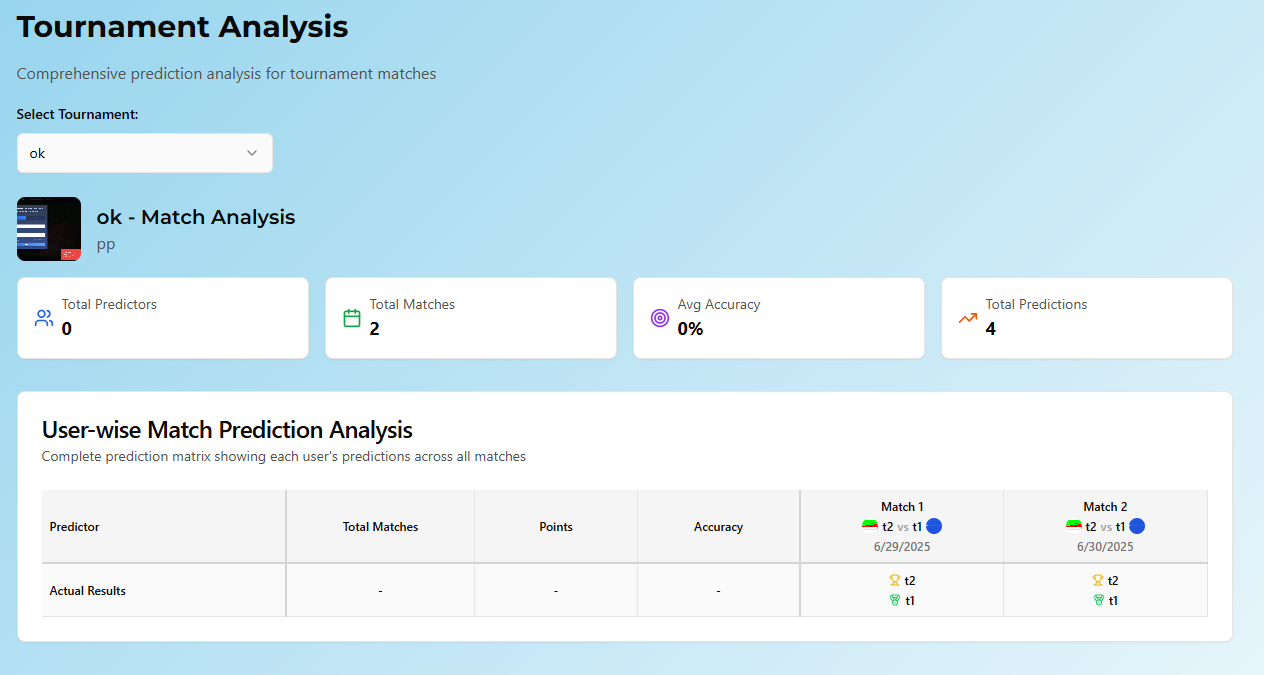 Tournament Analysis
Comprehensive prediction analysis for tournament matches
Select Tournament:
ok
ok - Match Analysis
pp
Total Predictors
0
Total Matches
2
Avg Accuracy
0%
Total Predictions
4
User-wise Match Prediction Analysis
Complete prediction matrix showing each user's predictions across all matches
Predictor
Total Matches
Points
Accuracy
Match 1
t2 vs t1
6/29/2025
Match 2
t2 vs t1
6/30/2025
Actual Results
-
-
-
t2
t1
t2
t1